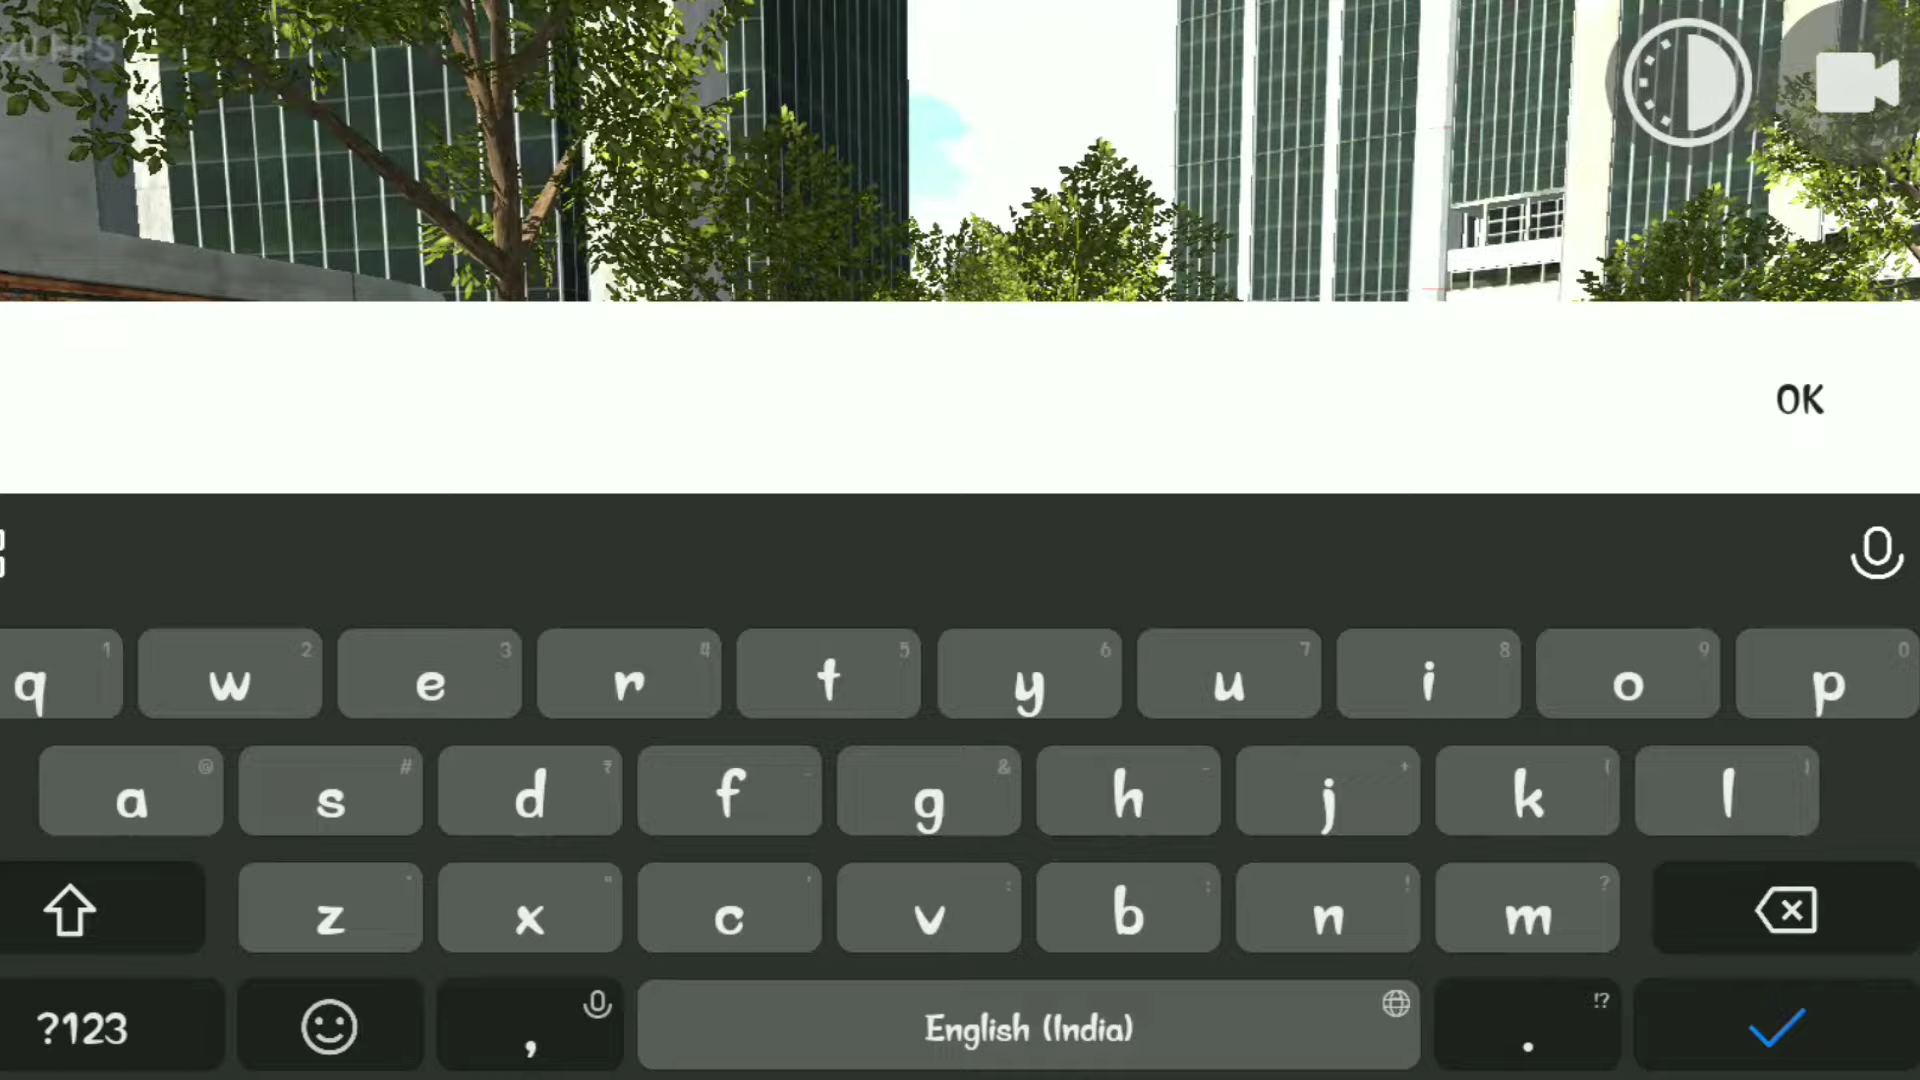 20 FPS
OK
1 2 3 4 5 6 7 8 9 0
q w e r t y u i o p
@ # ₹ _ & - + ( )
a s d f g h j k l
z x c v b n m
* " ' : ; ! ?
?123 , English (India) . !?